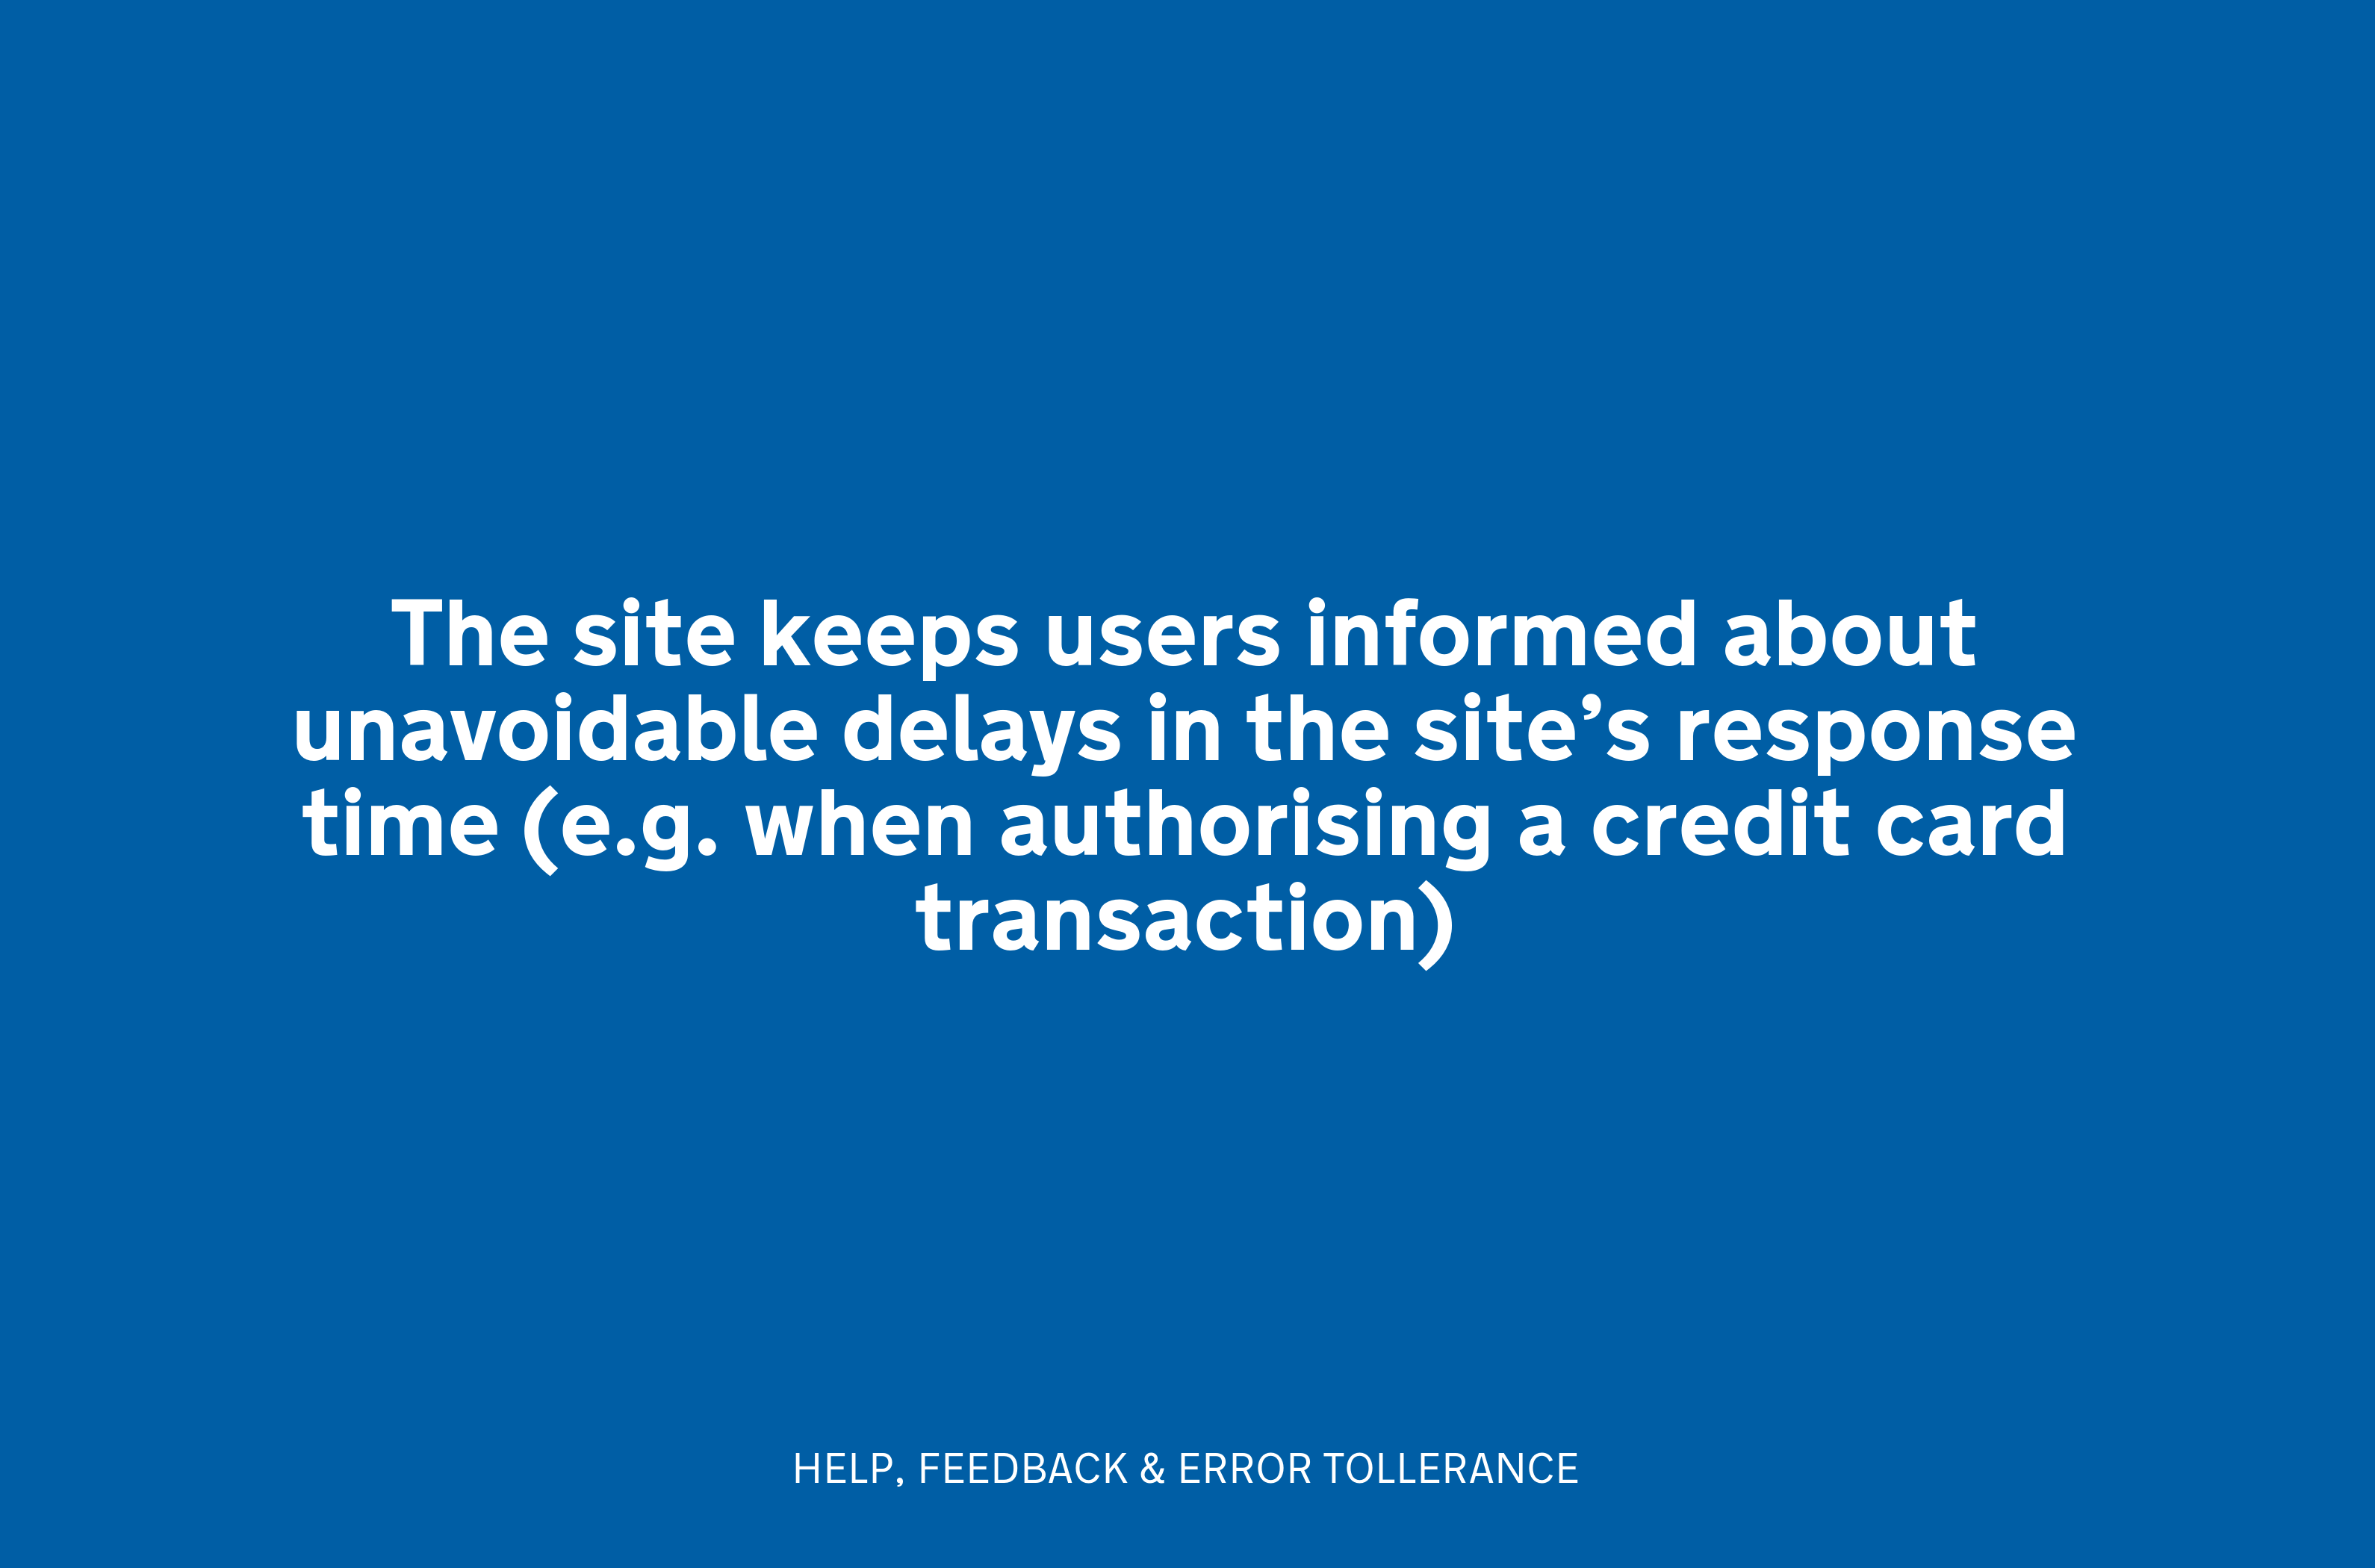 The site keeps users informed about
unavoidable delays in the site’s response
time (e.g. when authorising a credit card
transaction)
HELP, FEEDBACK & ERROR TOLLERANCE